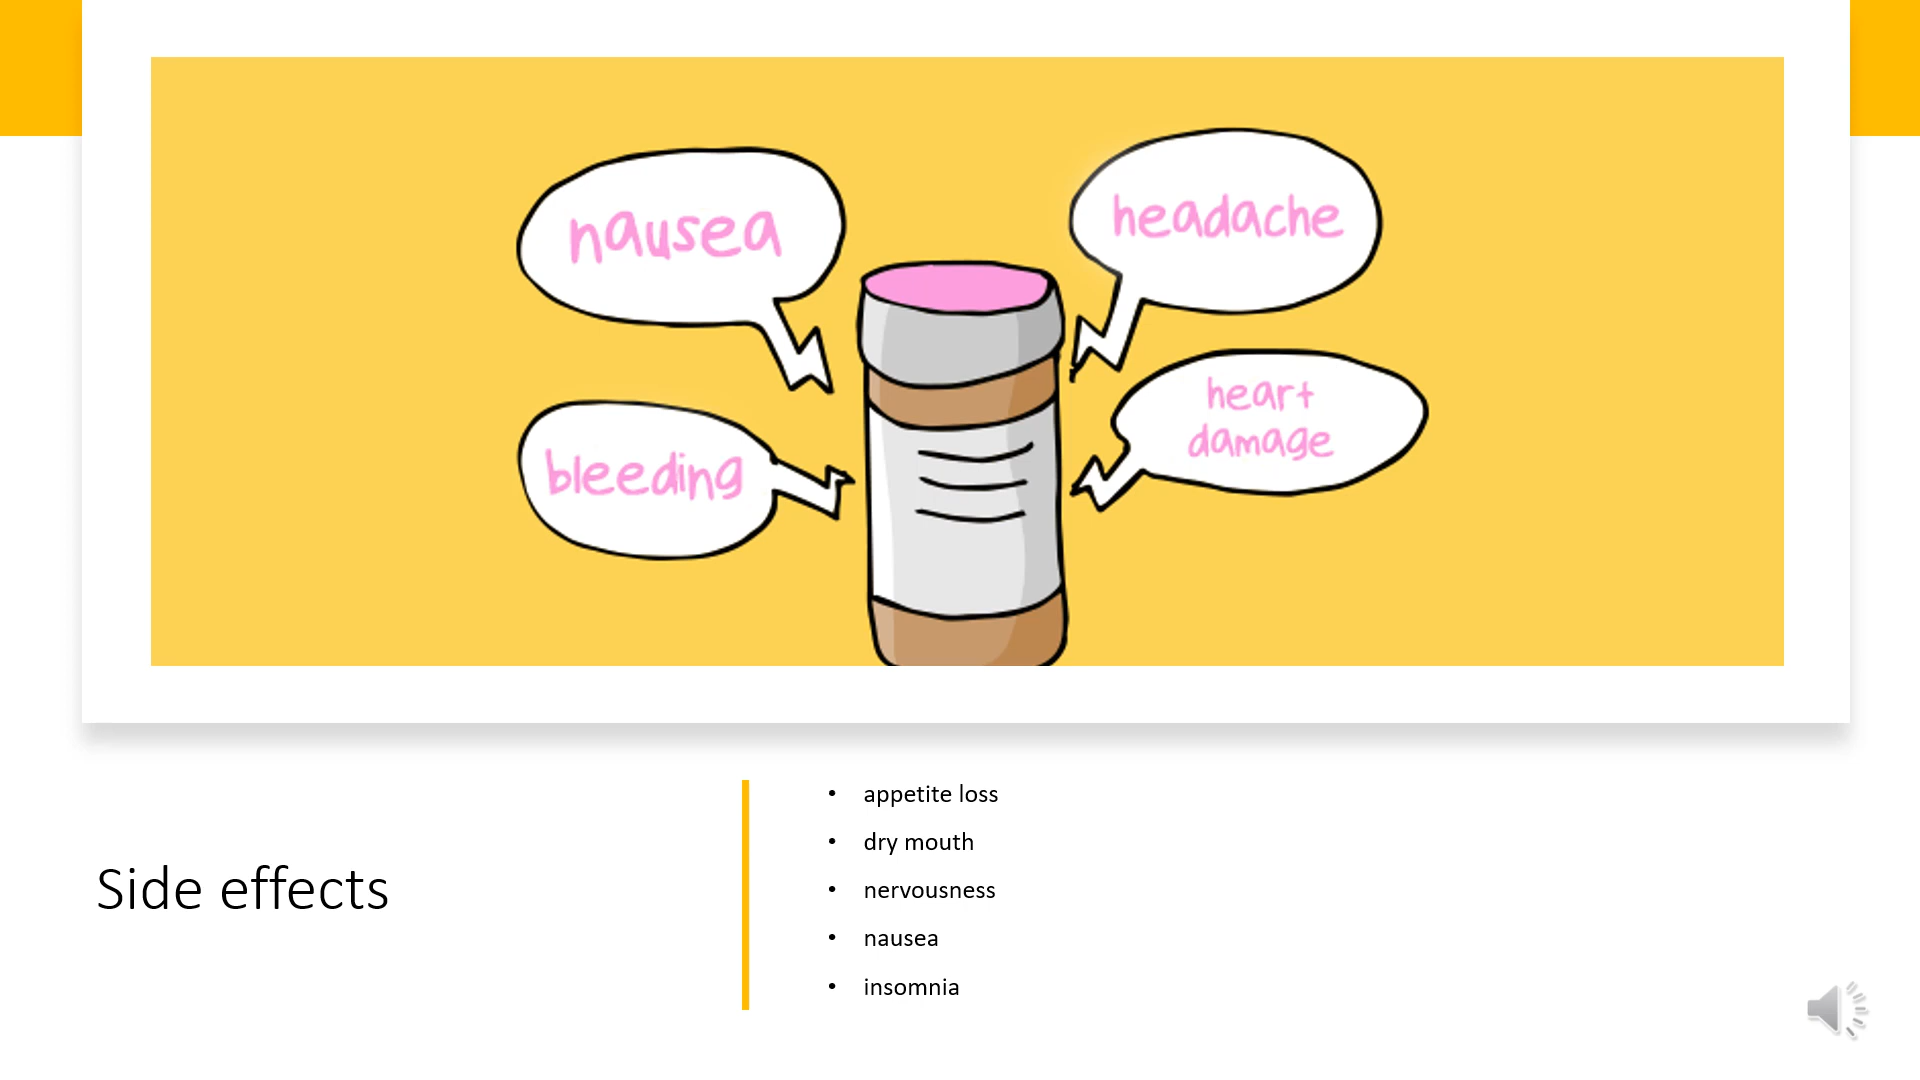 nausea
headache
bleeding
heart
damage
Side effects
• appetite loss
• dry mouth
• nervousness
• nausea
• insomnia